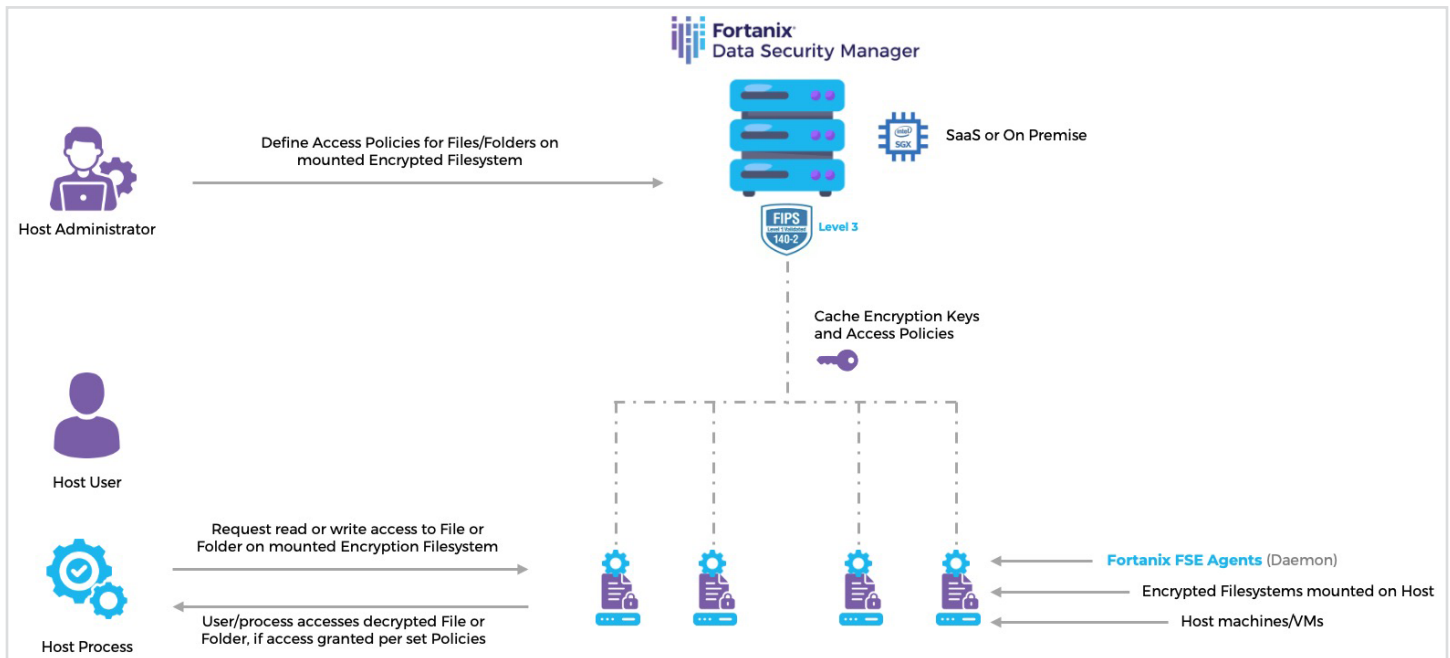 Fortanix
Data Security Manager
Define Access Policies for Files/Folders on
mounted Encrypted Filesystem
intel
SGX
SaaS or On Premise
Host Administrator
FIPS
Level 1 Validated
140-2
Level 3
Cache Encryption Keys
and Access Policies
Host User
Request read or write access to File or
Folder on mounted Encryption Filesystem
Fortanix FSE Agents (Daemon)
Encrypted Filesystems mounted on Host
User/process accesses decrypted File or
Folder, if access granted per set Policies
Host machines/VMs
Host Process